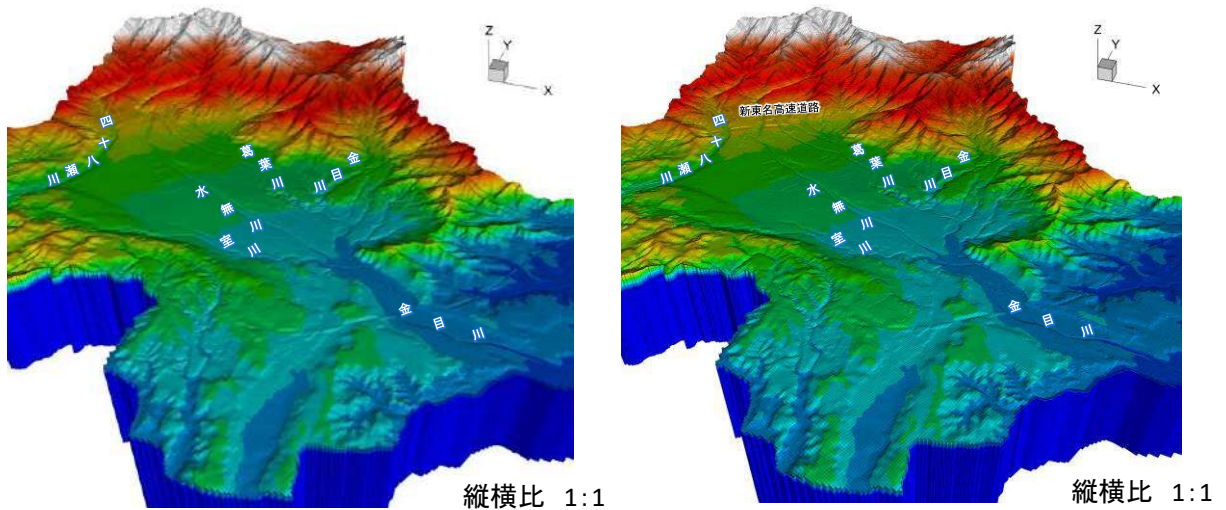 Z
Y
X
四十八瀬川
葛葉川
金目川
水無川
室川
金目川
縦横比 1:1
Z
Y
X
新東名高速道路
四十八瀬川
葛葉川
金目川
水無川
室川
金目川
縦横比 1:1